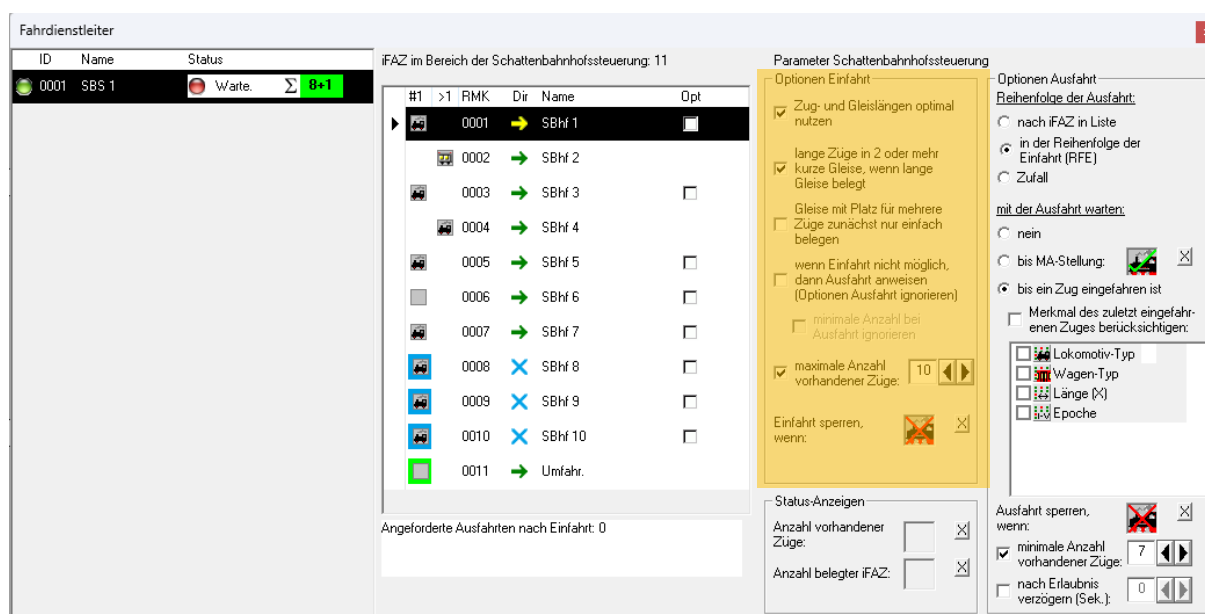 Fahrdienstleiter
ID Name Status
0001 SBS 1 Warte. Σ 8+1
iFAZ im Bereich der Schattenbahnhofssteuerung: 11
#1 >1 RMK Dir Name Opt
0001 SBhf 1
0002 SBhf 2
0003 SBhf 3
0004 SBhf 4
0005 SBhf 5
0006 SBhf 6
0007 SBhf 7
0008 SBhf 8
0009 SBhf 9
0010 SBhf 10
0011 Umfahr.
Angeforderte Ausfahrten nach Einfahrt: 0
Parameter Schattenbahnhofssteuerung
Optionen Einfahrt
Zug- und Gleislängen optimal
nutzen
lange Züge in 2 oder mehr
kurze Gleise, wenn lange
Gleise belegt
Gleise mit Platz für mehrere
Züge zunächst nur einfach
belegen
wenn Einfahrt nicht möglich,
dann Ausfahrt anweisen
(Optionen Ausfahrt ignorieren)
minimale Anzahl bei
Ausfahrt ignorieren
maximale Anzahl
vorhandener Züge: 10
Einfahrt sperren,
wenn: X
Status-Anzeigen
Anzahl vorhandener
Züge: X
Anzahl belegter iFAZ: X
Optionen Ausfahrt
Reihenfolge der Ausfahrt:
nach iFAZ in Liste
in der Reihenfolge der
Einfahrt (RFE)
Zufall
mit der Ausfahrt warten:
nein
bis MA-Stellung: X
bis ein Zug eingefahren ist
Merkmal des zuletzt eingefahr-
enen Zuges berücksichtigen:
Lokomotiv-Typ
Wagen-Typ
Länge (X)
Epoche
Ausfahrt sperren,
wenn: X
minimale Anzahl
vorhandener Züge: 7
nach Erlaubnis
verzögern (Sek.): 0